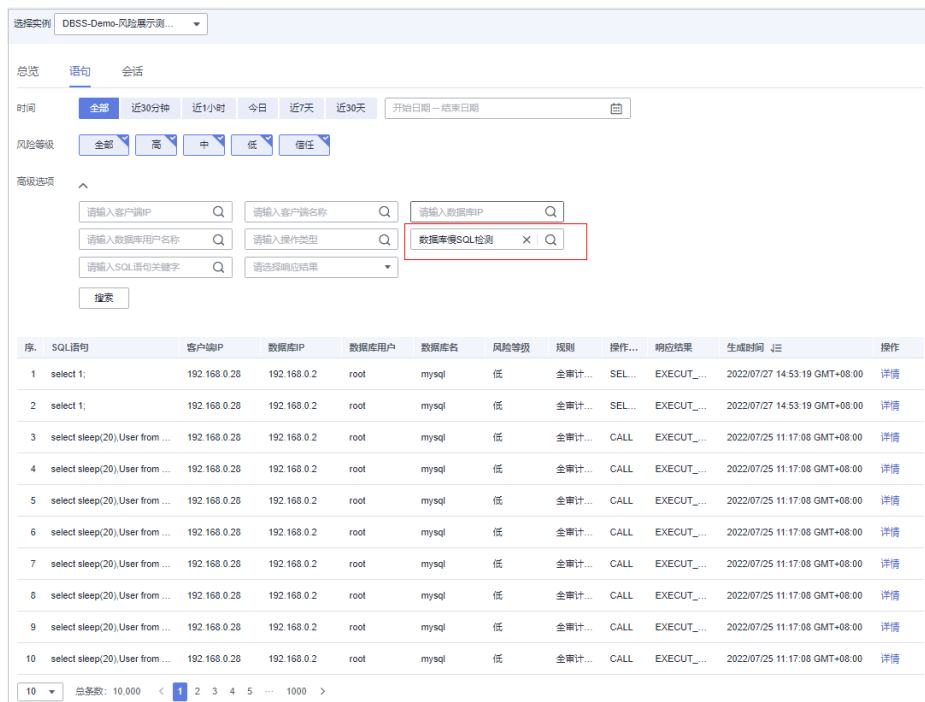 选择实例 DBSS-Demo-风险展示测...
总览 语句 会话
时间 全部 近30分钟 近1小时 今日 近7天 近30天 开始日期 – 结束日期
风险等级 全部 高 中 低 信任
高级选项
请输入客户端IP 请输入客户端名称 请输入数据库IP
请输入数据库用户名称 请输入操作类型 数据库慢SQL检测
请输入SQL语句关键字 请选择响应结果
搜索
序. SQL语句 客户端IP 数据库IP 数据库用户 数据库名 风险等级 规则 操作... 响应结果 生成时间 操作
1 select 1; 192.168.0.28 192.168.0.2 root mysql 低 全审计... SEL... EXECUT_... 2022/07/27 14:53:19 GMT+08:00 详情
2 select 1; 192.168.0.28 192.168.0.2 root mysql 低 全审计... SEL... EXECUT_... 2022/07/27 14:53:19 GMT+08:00 详情
3 select sleep(20),User from ... 192.168.0.28 192.168.0.2 root mysql 低 全审计... CALL EXECUT_... 2022/07/25 11:17:08 GMT+08:00 详情
4 select sleep(20),User from ... 192.168.0.28 192.168.0.2 root mysql 低 全审计... CALL EXECUT_... 2022/07/25 11:17:08 GMT+08:00 详情
5 select sleep(20),User from ... 192.168.0.28 192.168.0.2 root mysql 低 全审计... CALL EXECUT_... 2022/07/25 11:17:08 GMT+08:00 详情
6 select sleep(20),User from ... 192.168.0.28 192.168.0.2 root mysql 低 全审计... CALL EXECUT_... 2022/07/25 11:17:08 GMT+08:00 详情
7 select sleep(20),User from ... 192.168.0.28 192.168.0.2 root mysql 低 全审计... CALL EXECUT_... 2022/07/25 11:17:08 GMT+08:00 详情
8 select sleep(20),User from ... 192.168.0.28 192.168.0.2 root mysql 低 全审计... CALL EXECUT_... 2022/07/25 11:17:08 GMT+08:00 详情
9 select sleep(20),User from ... 192.168.0.28 192.168.0.2 root mysql 低 全审计... CALL EXECUT_... 2022/07/25 11:17:08 GMT+08:00 详情
10 select sleep(20),User from ... 192.168.0.28 192.168.0.2 root mysql 低 全审计... CALL EXECUT_... 2022/07/25 11:17:08 GMT+08:00 详情
10 总条数: 10,000 < 1 2 3 4 5 ... 1000 >